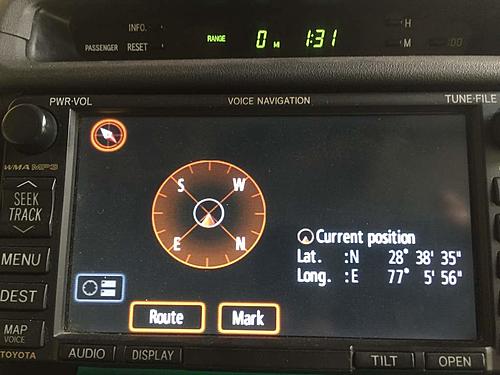 INFO.
PASSENGER RESET
RANGE 0 MI 1:31
H
M :00
PWR·VOL VOICE NAVIGATION TUNE·FILE
WMA MP3
SEEK
TRACK
MENU
DEST
MAP
VOICE
TOYOTA
S W
E N
Current position
Lat. :N 28° 38' 35"
Long. :E 77° 5' 56"
Route Mark
AUDIO DISPLAY TILT OPEN